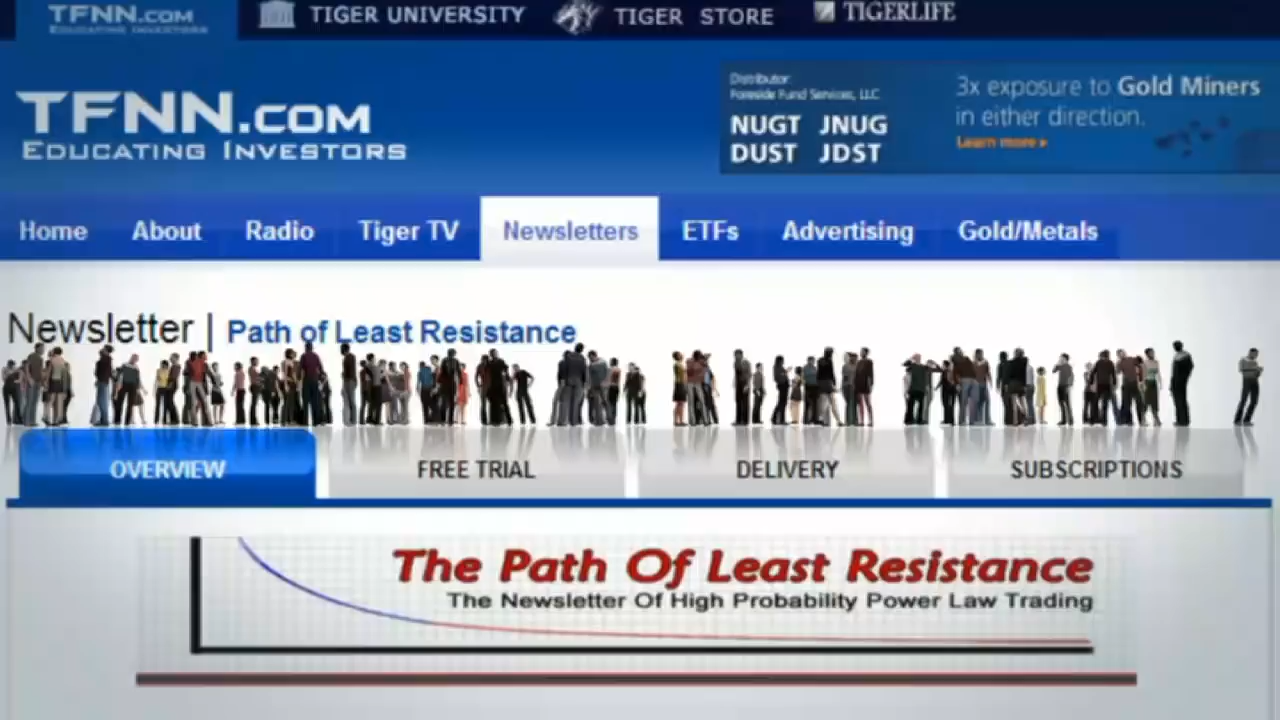 TFNN.COM
EDUCATING INVESTORS
TIGER UNIVERSITY
TIGER STORE
TIGERLIFE
TFNN.COM
EDUCATING INVESTORS
Distributor:
Foreside Fund Services, LLC
NUGT JNUG
DUST JDST
3x exposure to Gold Miners
in either direction.
Learn more
Home About Radio Tiger TV Newsletters ETFs Advertising Gold/Metals
Newsletter | Path of Least Resistance
OVERVIEW FREE TRIAL DELIVERY SUBSCRIPTIONS
The Path Of Least Resistance
The Newsletter Of High Probability Power Law Trading